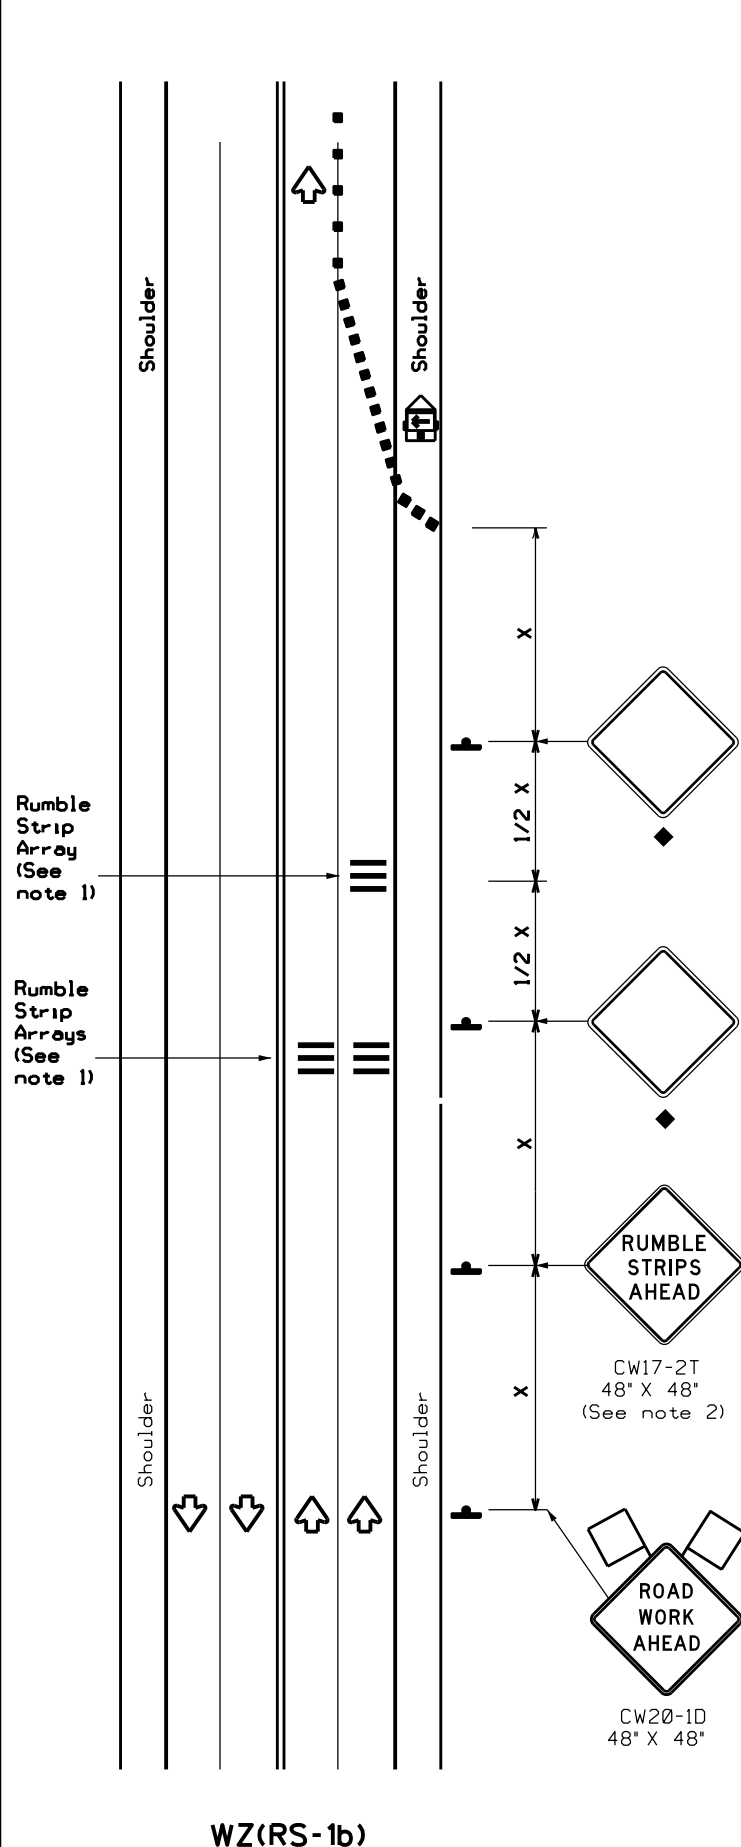 Shoulder
Shoulder
X
1/2 X
Rumble
Strip
Array
(See
note 1)
1/2 X
Rumble
Strip
Arrays
(See
note 1)
X
RUMBLE
STRIPS
AHEAD
CW17-2T
48" X 48"
(See note 2)
X
Shoulder
Shoulder
ROAD
WORK
AHEAD
CW20-1D
48" X 48"
WZ(RS-1b)